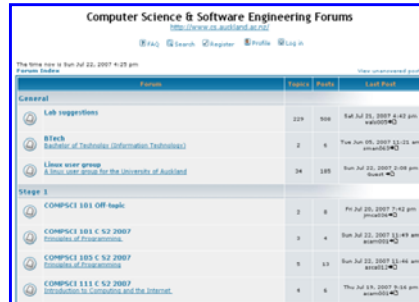 Computer Science & Software Engineering Forums
http://www.cs.auckland.ac.nz/
FAQ Search Register Profile Log in
The time now is Sun Jul 22, 2007 4:25 pm
Forum Index View unanswered posts
Forum Topics Posts Last Post
General
Lab suggestions 229 506 Sat Jul 21, 2007 4:42 pm
BTech 2 6 Tue Jun 05, 2007 11:21 am
Bachelor of Technology (Information Technology)
Linux user group 34 185 Sun Jul 22, 2007 2:08 pm
A linux user group for the University of Auckland Guest
Stage 1
COMPSCI 101 Off-topic 2 8 Fri Jul 20, 2007 7:42 pm
COMPSCI 101 C S2 2007 3 4 Sun Jul 22, 2007 11:49 am
Principles of Programming
COMPSCI 105 C S2 2007 5 13 Sun Jul 22, 2007 11:46 am
Principles of Programming
COMPSCI 111 C S2 2007 4 6 Thu Jul 19, 2007 9:16 pm
Introduction to Computing and the Internet